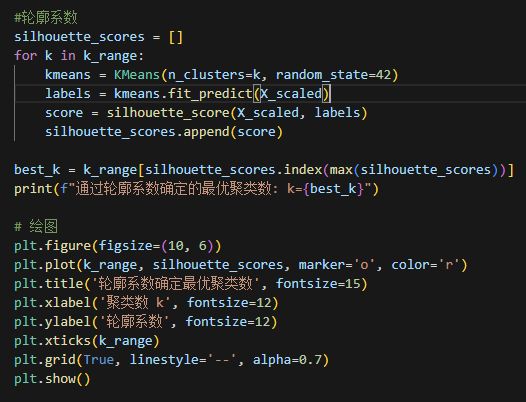 #轮廓系数
silhouette_scores = []
for k in k_range:
    kmeans = KMeans(n_clusters=k, random_state=42)
    labels = kmeans.fit_predict(X_scaled)
    score = silhouette_score(X_scaled, labels)
    silhouette_scores.append(score)

best_k = k_range[silhouette_scores.index(max(silhouette_scores))]
print(f"通过轮廓系数确定的最优聚类数: k={best_k}")

# 绘图
plt.figure(figsize=(10, 6))
plt.plot(k_range, silhouette_scores, marker='o', color='r')
plt.title('轮廓系数确定最优聚类数', fontsize=15)
plt.xlabel('聚类数 k', fontsize=12)
plt.ylabel('轮廓系数', fontsize=12)
plt.xticks(k_range)
plt.grid(True, linestyle='--', alpha=0.7)
plt.show()